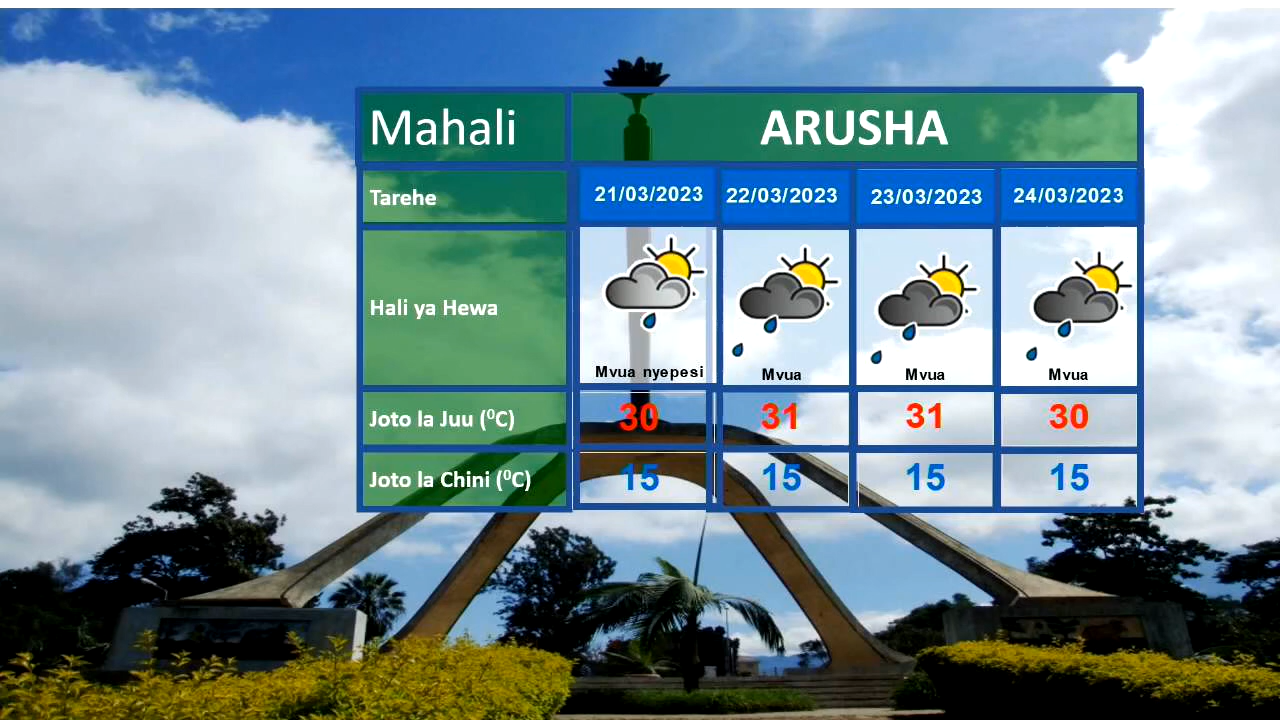 Mahali ARUSHA
Tarehe 21/03/2023 22/03/2023 23/03/2023 24/03/2023
Hali ya Hewa Mvua nyepesi Mvua Mvua Mvua
Joto la Juu (⁰C) 30 31 31 30
Joto la Chini (⁰C) 15 15 15 15